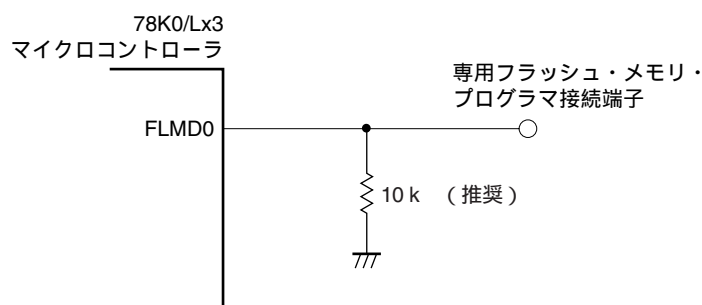 78K0/Lx3
マイクロコントローラ
専用フラッシュ・メモリ・
プログラマ接続端子
FLMD0
10 k （推奨）